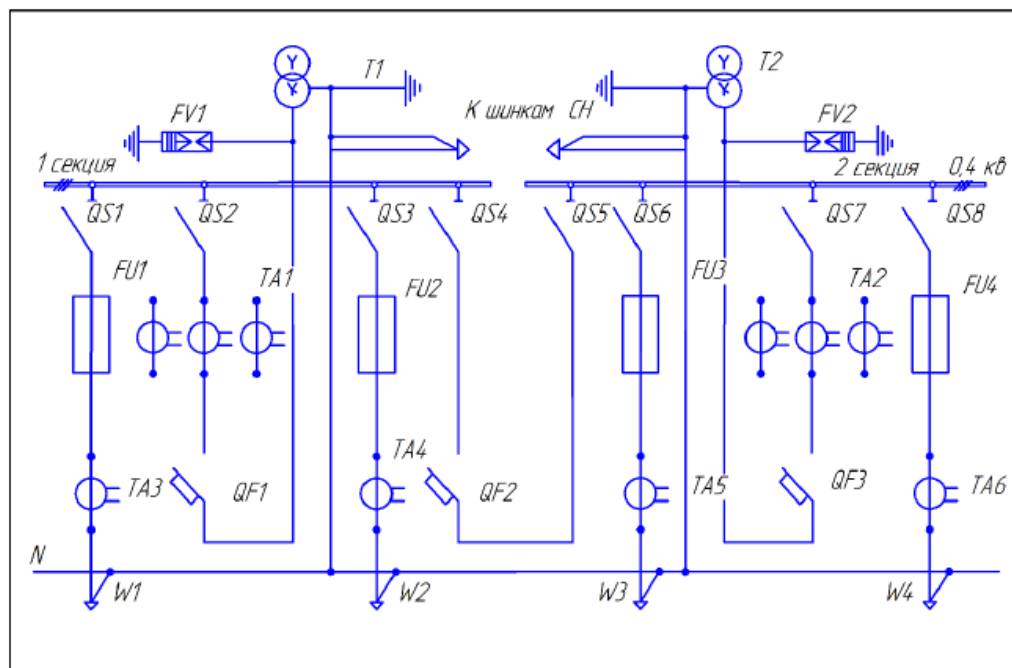 T1
T2
К шинкам СН
FV1
FV2
1 секция
2 секция
0,4 кв
QS1
QS2
QS3
QS4
QS5
QS6
QS7
QS8
FU1
TA1
FU2
FU3
TA2
FU4
TA3
QF1
TA4
QF2
TA5
QF3
TA6
N
W1
W2
W3
W4